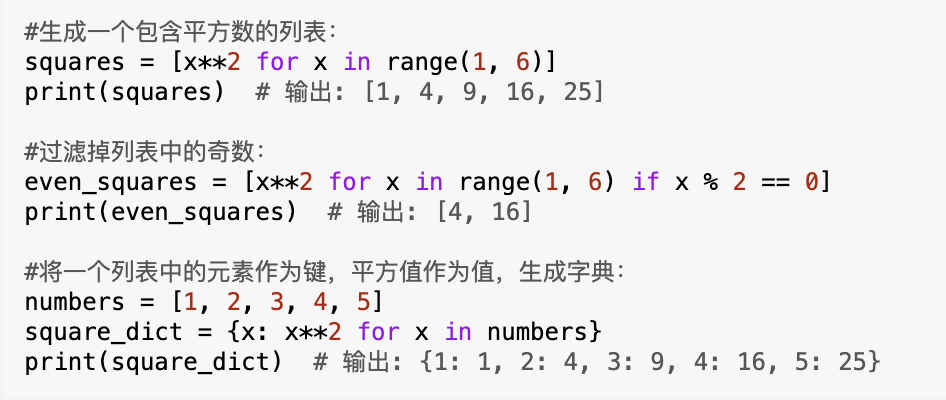 #生成一个包含平方数的列表：
squares = [x**2 for x in range(1, 6)]
print(squares)  # 输出: [1, 4, 9, 16, 25]
#过滤掉列表中的奇数：
even_squares = [x**2 for x in range(1, 6) if x % 2 == 0]
print(even_squares)  # 输出: [4, 16]
#将一个列表中的元素作为键，平方值作为值，生成字典：
numbers = [1, 2, 3, 4, 5]
square_dict = {x: x**2 for x in numbers}
print(square_dict)  # 输出: {1: 1, 2: 4, 3: 9, 4: 16, 5: 25}